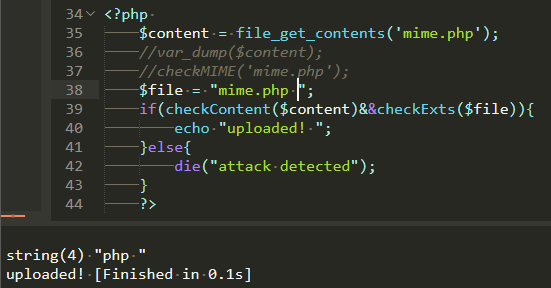 34 <?php
35 $content = file_get_contents('mime.php');
36 //var_dump($content);
37 //checkMIME('mime.php');
38 $file = "mime.php ";
39 if(checkContent($content)&&checkExts($file)){
40 echo "uploaded! ";
41 }else{
42 die("attack detected");
43 }
44 ?>
string(4) "php "
uploaded! [Finished in 0.1s]